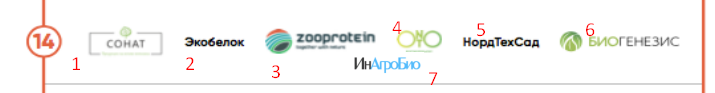 14
СОНАТ
Экобелок
zooprotein
together with nature
4
5
НордТехСад
6
БИОГЕНЕЗИС
1
2
3
ИнАгроБио
7